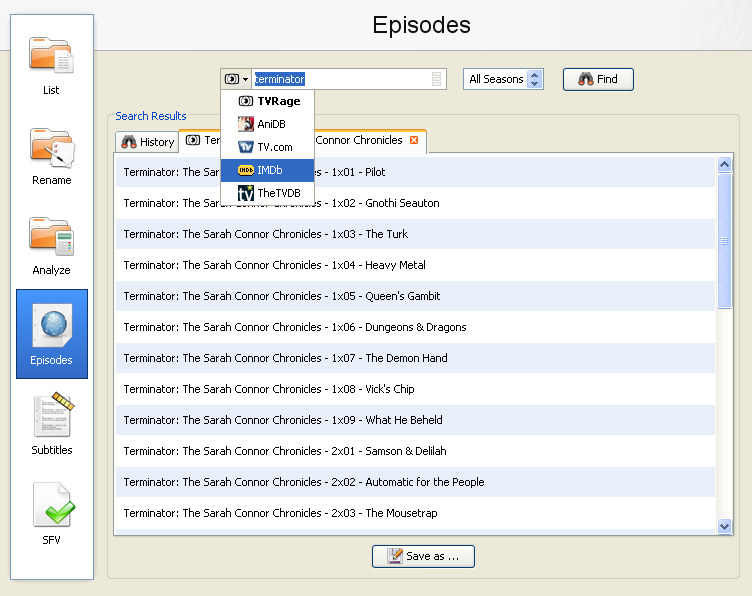 Episodes
List
Rename
Analyze
Episodes
Subtitles
SFV
terminator
All Seasons
Find
TVRage
AniDB
TV.com
IMDb
TheTVDB
Search Results
History
Ter
Connor Chronicles
Terminator: The Sarah Connor Chronicles - 1x01 - Pilot
Terminator: The Sarah Connor Chronicles - 1x02 - Gnothi Seauton
Terminator: The Sarah Connor Chronicles - 1x03 - The Turk
Terminator: The Sarah Connor Chronicles - 1x04 - Heavy Metal
Terminator: The Sarah Connor Chronicles - 1x05 - Queen's Gambit
Terminator: The Sarah Connor Chronicles - 1x06 - Dungeons & Dragons
Terminator: The Sarah Connor Chronicles - 1x07 - The Demon Hand
Terminator: The Sarah Connor Chronicles - 1x08 - Vick's Chip
Terminator: The Sarah Connor Chronicles - 1x09 - What He Beheld
Terminator: The Sarah Connor Chronicles - 2x01 - Samson & Delilah
Terminator: The Sarah Connor Chronicles - 2x02 - Automatic for the People
Terminator: The Sarah Connor Chronicles - 2x03 - The Mousetrap
Save as ...